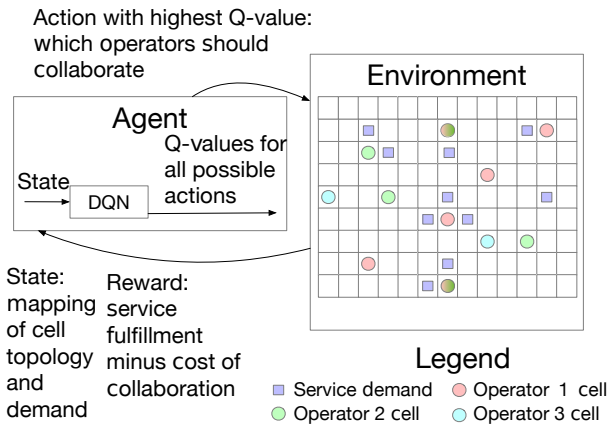 Action with highest Q-value:
which operators should
collaborate
Environment
Agent
Q-values for
all possible
actions
State
DQN
State:
mapping
of cell
topology
and
demand
Reward:
service
fulfillment
minus cost of
collaboration
Legend
Service demand
Operator 1 cell
Operator 2 cell
Operator 3 cell